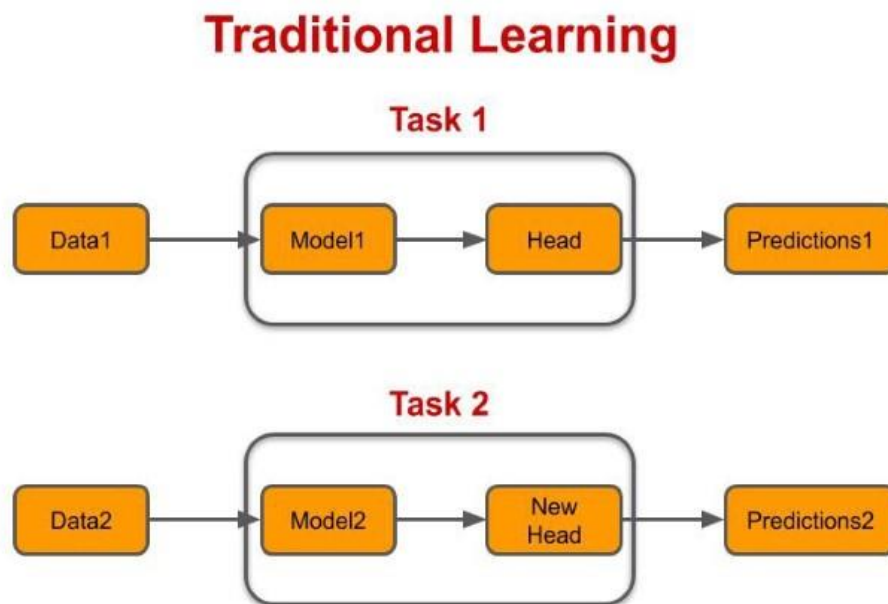 Traditional Learning
Task 1
Data1
Model1
Head
Predictions1
Task 2
Data2
Model2
New
Head
Predictions2